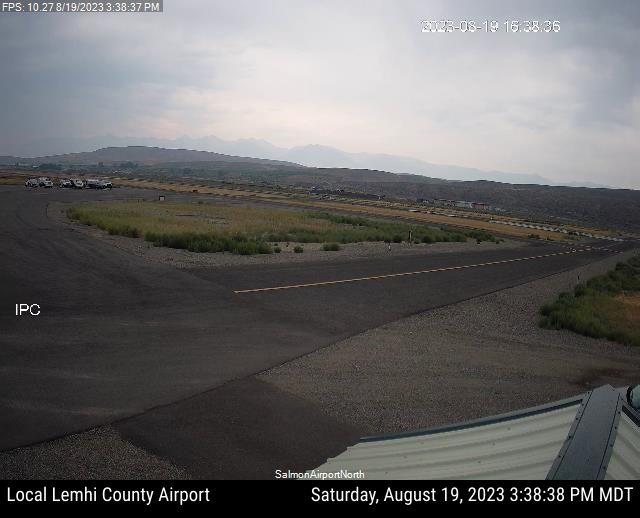 FPS: 10.27 8/19/2023 3:38:37 PM
2023-08-19 16:38:36
IPC
SalmonAirportNorth
Local Lemhi County Airport
Saturday, August 19, 2023 3:38:38 PM MDT